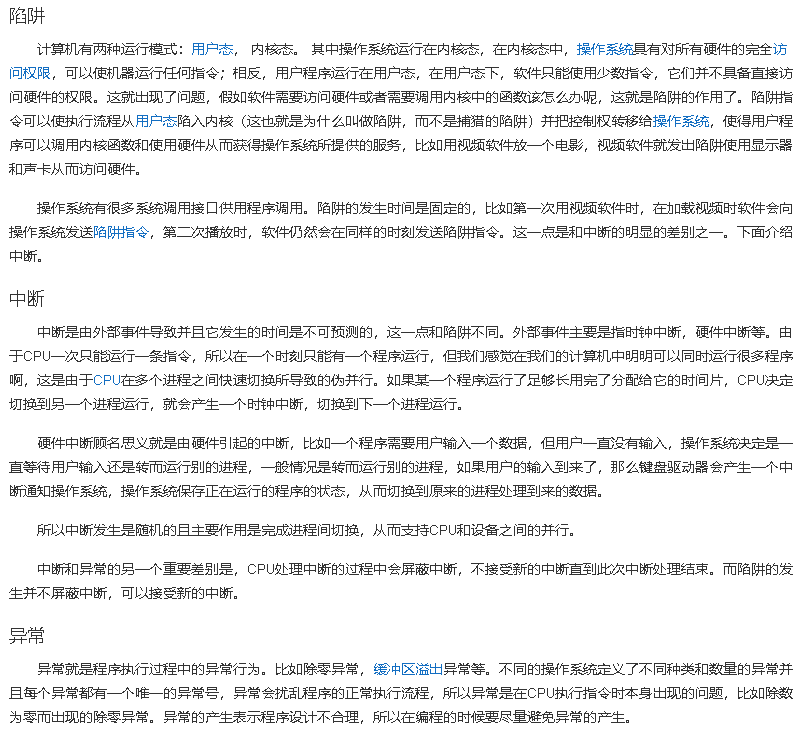 陷阱
计算机有两种运行模式：用户态， 内核态。 其中操作系统运行在内核态，在内核态中，操作系统具有对所有硬件的完全访
问权限，可以使机器运行任何指令；相反，用户程序运行在用户态，在用户态下，软件只能使用少数指令，它们并不具备直接访
问硬件的权限。这就出现了问题，假如软件需要访问硬件或者需要调用内核中的函数该怎么办呢，这就是陷阱的作用了。陷阱指
令可以使执行流程从用户态陷入内核（这也就是为什么叫做陷阱，而不是捕猎的陷阱）并把控制权转移给操作系统，使得用户程
序可以调用内核函数和使用硬件从而获得操作系统所提供的服务，比如用视频软件放一个电影，视频软件就发出陷阱使用显示器
和声卡从而访问硬件。
操作系统有很多系统调用接口供用程序调用。陷阱的发生时间是固定的，比如第一次用视频软件时，在加载视频时软件会向
操作系统发送陷阱指令，第二次播放时，软件仍然会在同样的时刻发送陷阱指令。这一点是和中断的明显的差别之一。下面介绍
中断。
中断
中断是由外部事件导致并且它发生的时间是不可预测的，这一点和陷阱不同。外部事件主要是指时钟中断，硬件中断等。由
于CPU一次只能运行一条指令，所以在一个时刻只能有一个程序运行，但我们感觉在我们的计算机中明明可以同时运行很多程序
啊，这是由于CPU在多个进程之间快速切换所导致的伪并行。如果某一个程序运行了足够长用完了分配给它的时间片，CPU决定
切换到另一个进程运行，就会产生一个时钟中断，切换到下一个进程运行。
硬件中断顾名思义就是由硬件引起的中断，比如一个程序需要用户输入一个数据，但用户一直没有输入，操作系统决定是一
直等待用户输入还是转而运行别的进程，一般情况是转而运行别的进程，如果用户的输入到来了，那么键盘驱动器会产生一个中
断通知操作系统，操作系统保存正在运行的程序的状态，从而切换到原来的进程处理到来的数据。
所以中断发生是随机的且主要作用是完成进程间切换，从而支持CPU和设备之间的并行。
中断和异常的另一个重要差别是，CPU处理中断的过程中会屏蔽中断，不接受新的中断直到此次中断处理结束。而陷阱的发
生并不屏蔽中断，可以接受新的中断。
异常
异常就是程序执行过程中的异常行为。比如除零异常，缓冲区溢出异常等。不同的操作系统定义了不同种类和数量的异常并
且每个异常都有一个唯一的异常号，异常会扰乱程序的正常执行流程，所以异常是在CPU执行指令时本身出现的问题，比如除数
为零而出现的除零异常。异常的产生表示程序设计不合理，所以在编程的时候要尽量避免异常的产生。